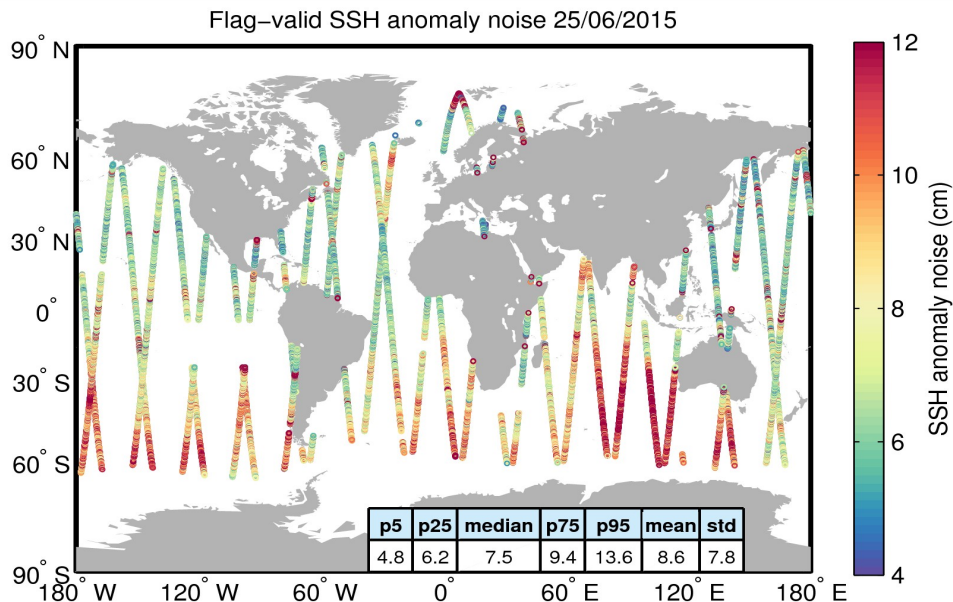 Flag−valid SSH anomaly noise 25/06/2015
90° N
60° N
30° N
0°
30° S
60° S
90° S
180° W
120° W
60° W
0°
60° E
120° E
180° E
p5 p25 median p75 p95 mean std
4.8 6.2 7.5 9.4 13.6 8.6 7.8
12
10
8
6
4
SSH anomaly noise (cm)